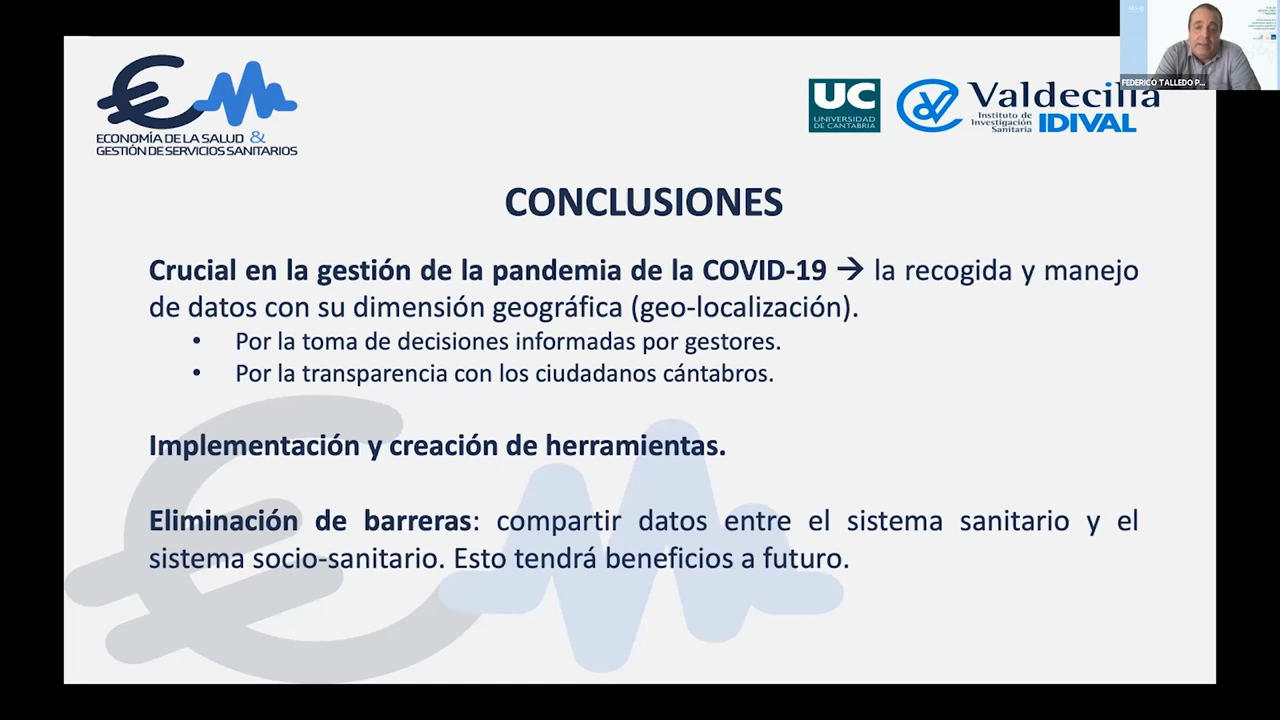 FEDERICO TALLEDO P...
ECONOMÍA DE LA SALUD &
GESTIÓN DE SERVICIOS SANITARIOS
UC
UNIVERSIDAD
DE CANTABRIA
Valdecilla
Instituto de
Investigación
Sanitaria
IDIVAL
CONCLUSIONES
Crucial en la gestión de la pandemia de la COVID-19 → la recogida y manejo
de datos con su dimensión geográfica (geo-localización).
• Por la toma de decisiones informadas por gestores.
• Por la transparencia con los ciudadanos cántabros.
Implementación y creación de herramientas.
Eliminación de barreras: compartir datos entre el sistema sanitario y el
sistema socio-sanitario. Esto tendrá beneficios a futuro.